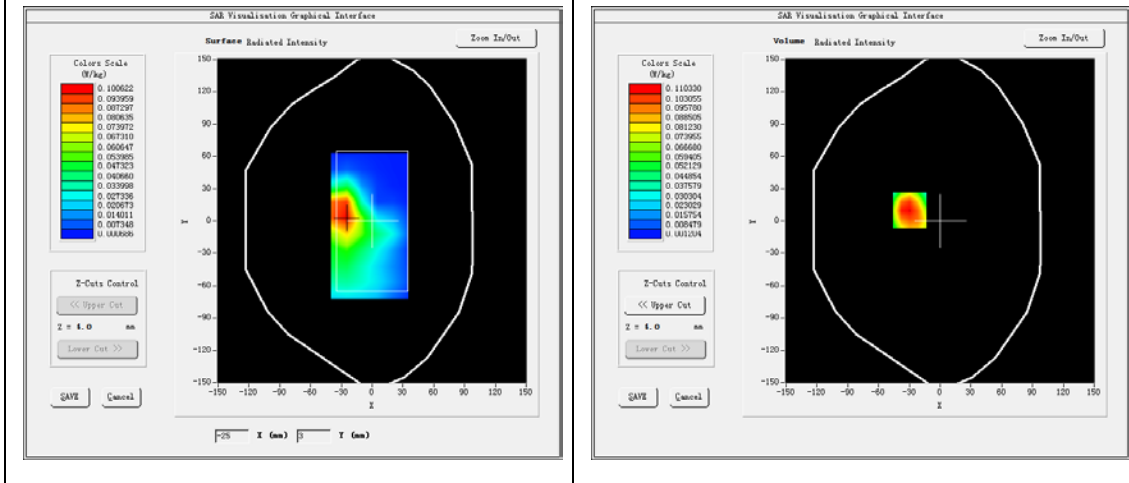 SAR Visualisation Graphical Interface
Surface Radiated Intensity
Zoom In/Out
Colors Scale
(W/kg)
0.100622
0.093959
0.087297
0.080635
0.073972
0.067310
0.060647
0.053985
0.047323
0.040660
0.033998
0.027336
0.020673
0.014011
0.007348
0.000686
150
120
90
60
30
0
-30
-60
-90
-120
-150
Y
-150 -120 -90 -60 -30 0 30 60 90 120 150
X
Z-Cuts Control
<< Upper Cut
Z = 4.0 mm
Lower Cut >>
SAVE Cancel
-25 X (mm) 3 Y (mm)
SAR Visualisation Graphical Interface
Volume Radiated Intensity
Zoom In/Out
Colors Scale
(W/kg)
0.110330
0.103055
0.095780
0.088505
0.081230
0.073955
0.066680
0.059405
0.052129
0.044854
0.037579
0.030304
0.023029
0.015754
0.008479
0.001204
150
120
90
60
30
0
-30
-60
-90
-120
-150
Y
-150 -120 -90 -60 -30 0 30 60 90 120 150
X
Z-Cuts Control
<< Upper Cut
Z = 4.0 mm
Lower Cut >>
SAVE Cancel